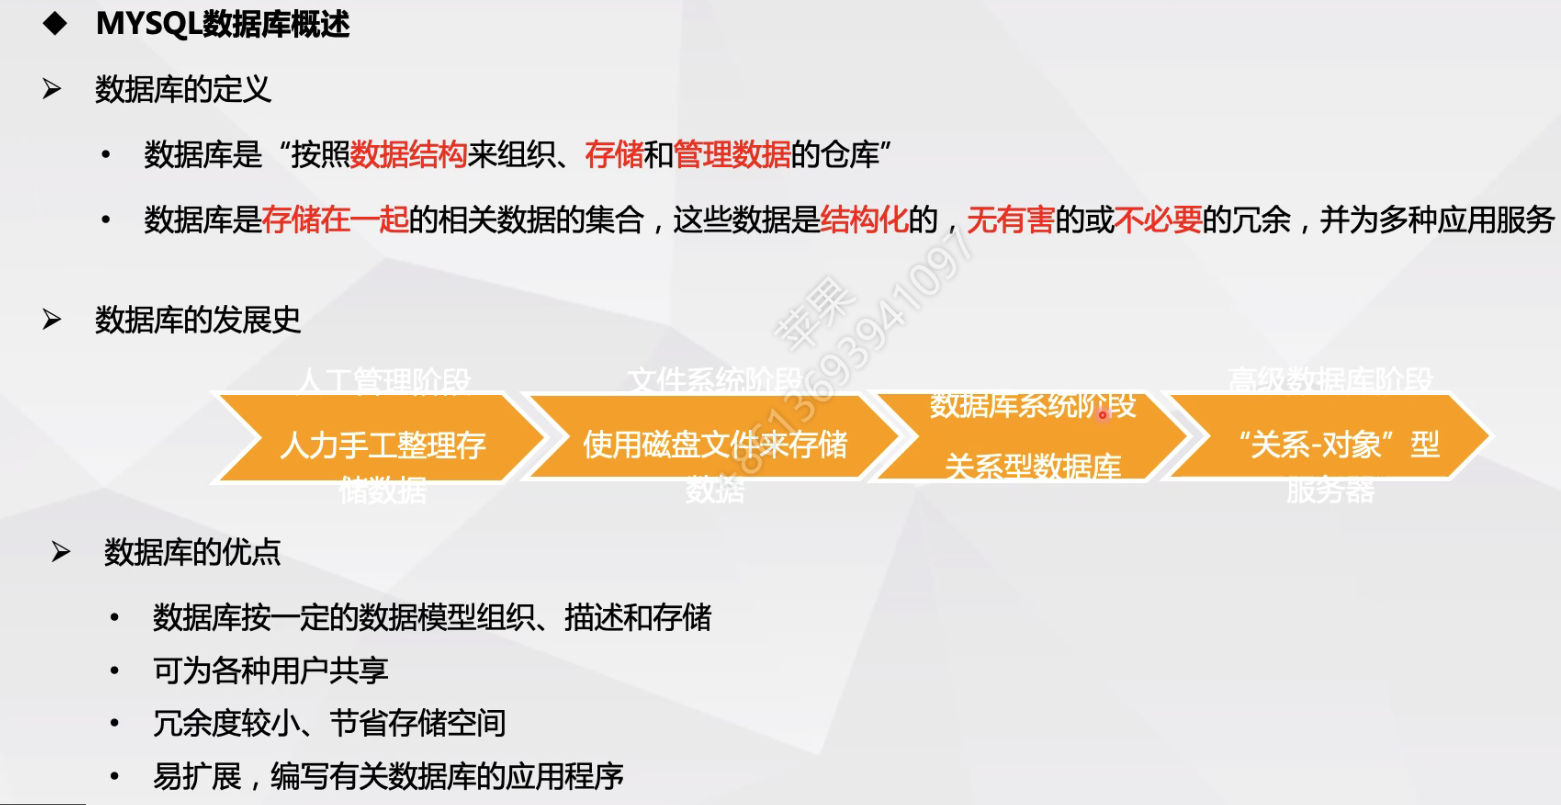 ◆ MYSQL数据库概述
➢ 数据库的定义
• 数据库是“按照数据结构来组织、存储和管理数据的仓库”
• 数据库是存储在一起的相关数据的集合，这些数据是结构化的，无有害的或不必要的冗余，并为多种应用服务
➢ 数据库的发展史
人工管理阶段
人力手工整理存
储数据
文件系统阶段
使用磁盘文件来存储
数据
数据库系统阶段
关系型数据库
高级数据库阶段
“关系-对象”型
服务器
苹果
+8613693941097
➢ 数据库的优点
• 数据库按一定的数据模型组织、描述和存储
• 可为各种用户共享
• 冗余度较小、节省存储空间
• 易扩展，编写有关数据库的应用程序